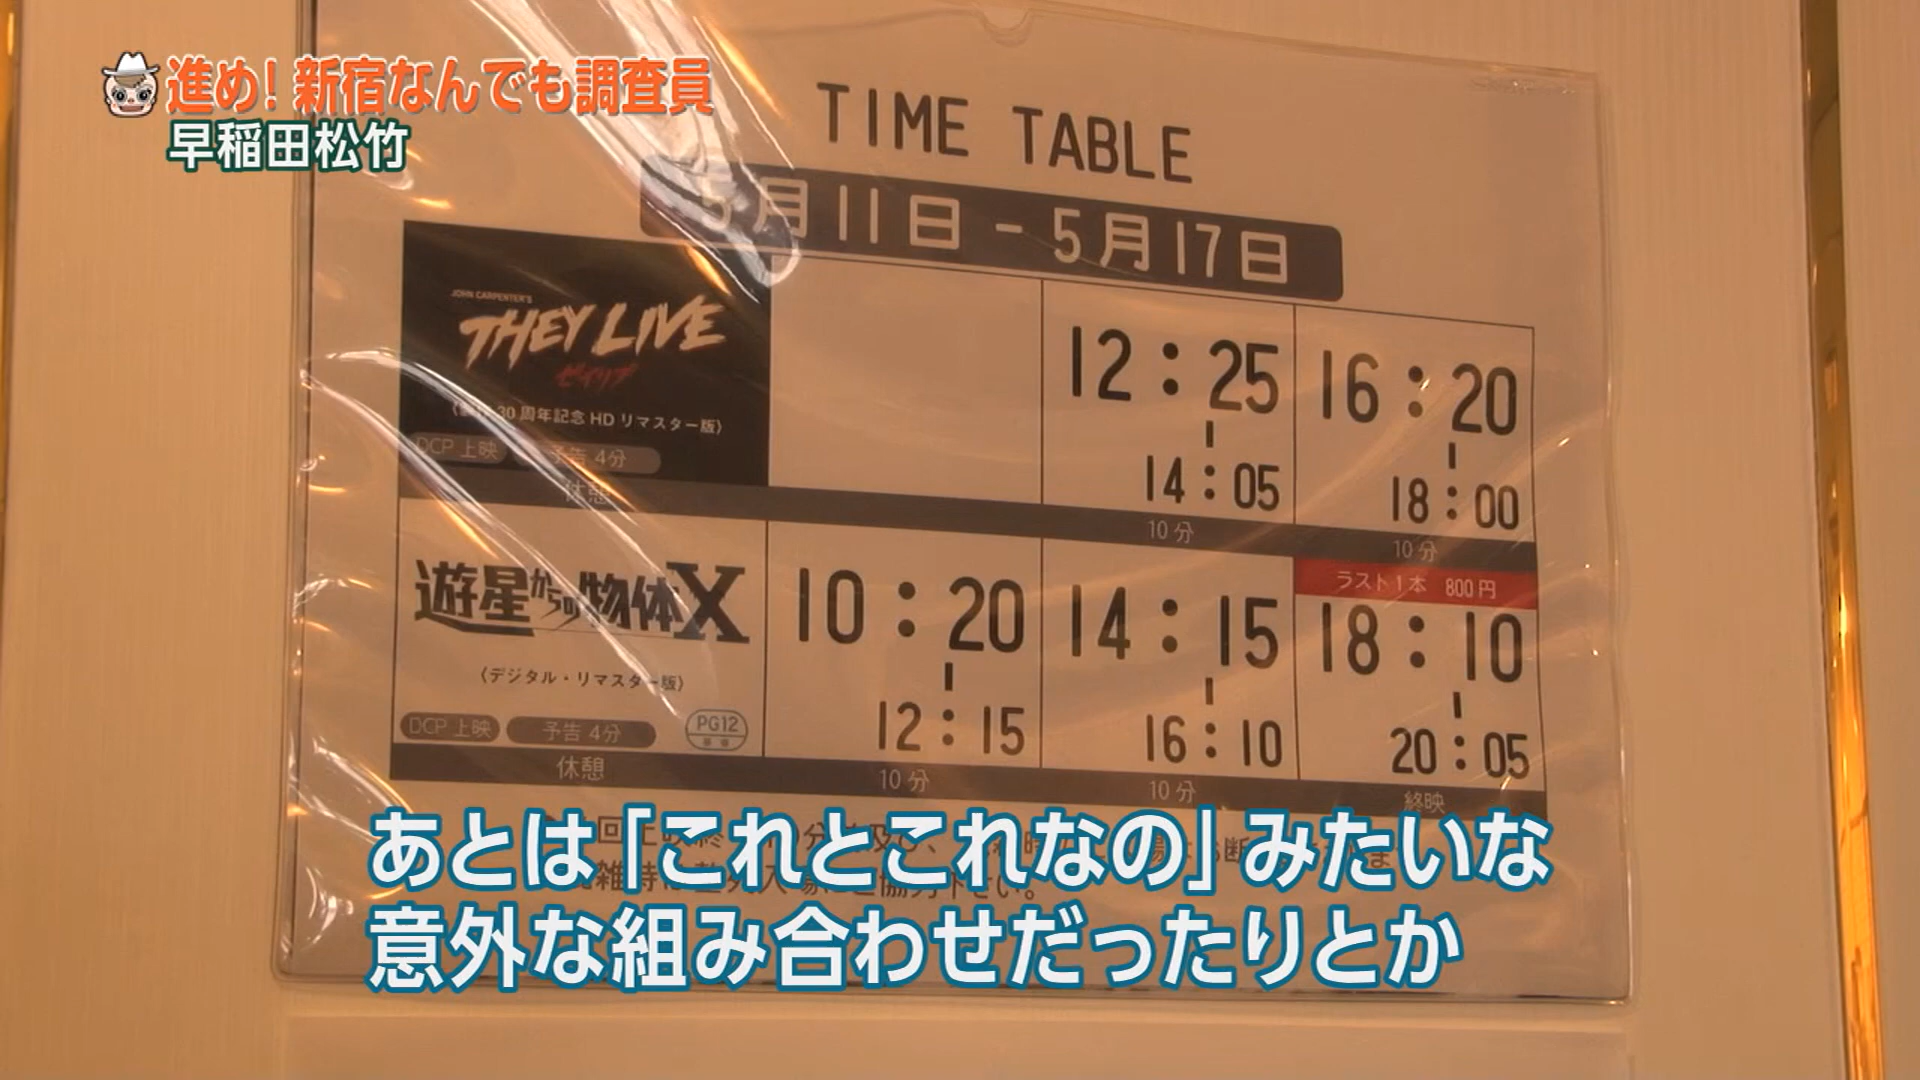 進め!新宿なんでも調査員
早稲田松竹
TIME TABLE
5月11日-5月17日
JOHN CARPENTER'S
THEY LIVE
ゼイリブ
30周年記念HDリマスター版〉
DCP 上映 予告 4分
12:25
14:05
16:20
18:00
休憩 10分 10分
遊星からの物体X
〈デジタル・リマスター版〉
DCP 上映 予告 4分 PG12
10:20
12:15
14:15
16:10
ラスト1本 800円
18:10
20:05
休憩 10分 10分 終映
あとは「これとこれなの」みたいな
意外な組み合わせだったりとか